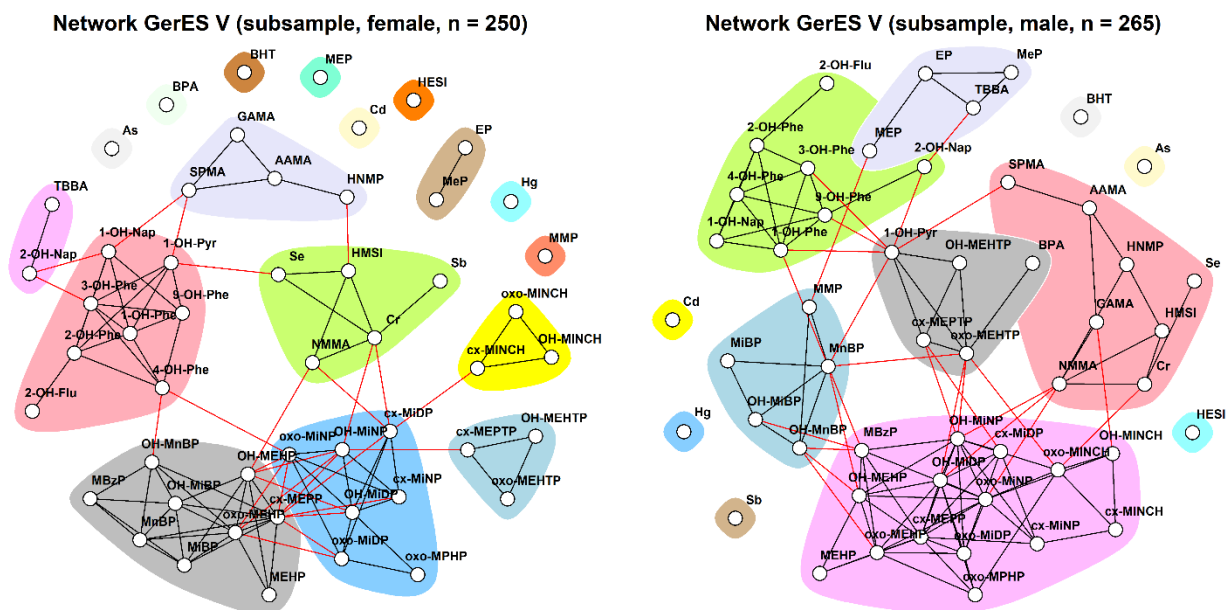 Network GerES V (subsample, female, n = 250)
BHT
MEP
BPA
HESI
Cd
As
GAMA
EP
SPMA
AAMA
HNMP
MeP
Hg
TBBA
1-OH-Nap
1-OH-Pyr
MMP
2-OH-Nap
Se
HMSI
Sb
3-OH-Phe
9-OH-Phe
oxo-MINCH
1-OH-Phe
Cr
OH-MINCH
2-OH-Phe
NMMA
cx-MINCH
4-OH-Phe
2-OH-Flu
cx-MiDP
OH-MnBP
oxo-MiNP
OH-MiNP
cx-MEPTP
OH-MEHTP
OH-MEHP
MBzP
OH-MiBP
cx-MEPP
OH-MiDP
cx-MiNP
oxo-MEHTP
MnBP
oxo-MEHP
MiBP
oxo-MiDP
oxo-MPHP
MEHP
Network GerES V (subsample, male, n = 265)
2-OH-Flu
EP
MeP
TBBA
BHT
2-OH-Phe
MEP
3-OH-Phe
2-OH-Nap
As
4-OH-Phe
9-OH-Phe
SPMA
AAMA
1-OH-Nap
1-OH-Phe
1-OH-Pyr
OH-MEHTP
BPA
HNMP
Se
Cd
MMP
GAMA
HMSI
cx-MEPTP
oxo-MEHTP
MiBP
MnBP
NMMA
Cr
OH-MiBP
Hg
OH-MnBP
MBzP
OH-MiNP
cx-MiDP
OH-MINCH
HESI
oxo-MINCH
OH-MEHP
OH-MiDP
oxo-MiNP
Sb
cx-MEPP
cx-MiNP
cx-MINCH
oxo-MEHP
oxo-MiDP
MEHP
oxo-MPHP